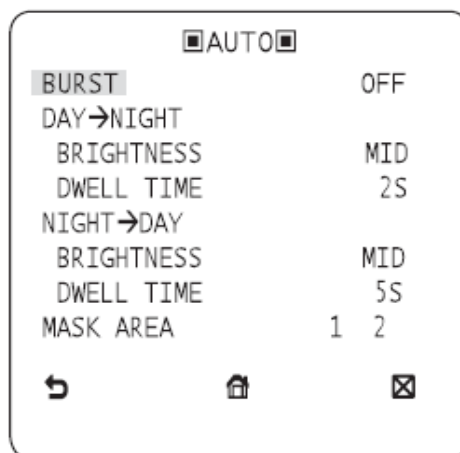 ▣AUTO▣
BURST OFF
DAY→NIGHT
BRIGHTNESS MID
DWELL TIME 2S
NIGHT→DAY
BRIGHTNESS MID
DWELL TIME 5S
MASK AREA 1 2